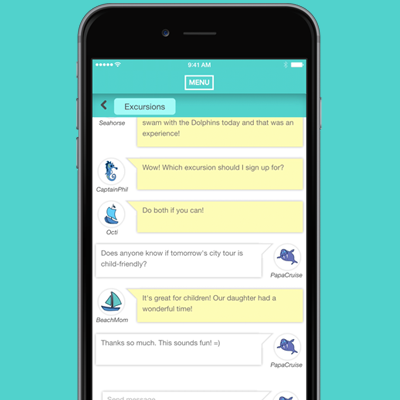 9:41 AM
MENU
Excursions
swam with the Dolphins today and that was an
experience!
Seahorse
Wow! Which excursion should I sign up for?
CaptainPhil
Do both if you can!
Octi
Does anyone know if tomorrow's city tour is
child-friendly?
PapaCruise
It's great for children! Our daughter had a
wonderful time!
BeachMom
Thanks so much. This sounds fun! =)
PapaCruise
Send message